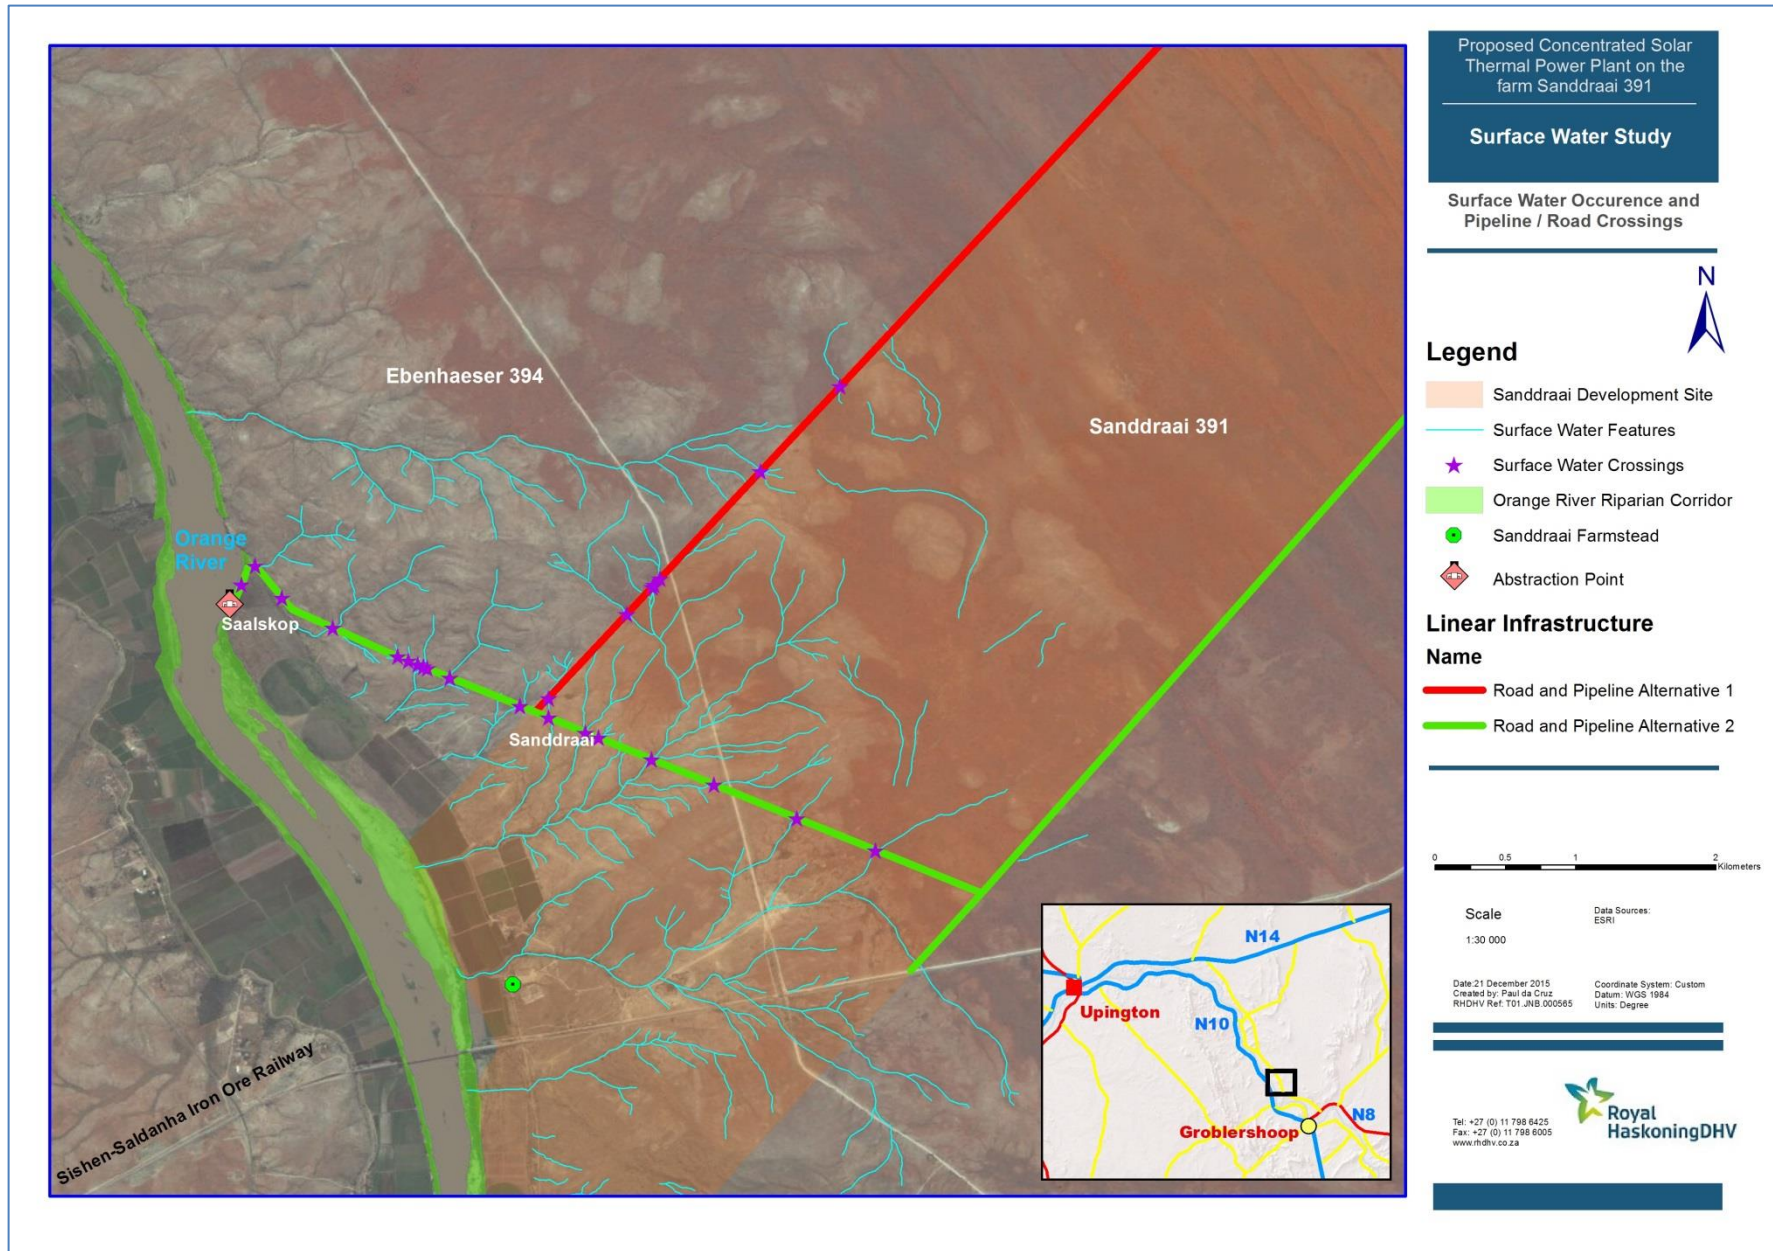 Proposed Concentrated Solar
Thermal Power Plant on the
farm Sanddraai 391
Surface Water Study
Surface Water Occurence and
Pipeline / Road Crossings
N
Legend
Sanddraai Development Site
Surface Water Features
Surface Water Crossings
Orange River Riparian Corridor
Sanddraai Farmstead
Abstraction Point
Linear Infrastructure
Name
Road and Pipeline Alternative 1
Road and Pipeline Alternative 2
0 0.5 1 2
Kilometers
Scale
1:30 000
Data Sources:
ESRI
Date:21 December 2015
Created by: Paul da Cruz
RHDHV Ref: T01.JNB.000565
Coordinate System: Custom
Datum: WGS 1984
Units: Degree
Tel: +27 (0) 11 798 6425
Fax: +27 (0) 11 798 6005
www.rhdhv.co.za
Royal
HaskoningDHV
Ebenhaeser 394
Sanddraai 391
Orange
River
Saalskop
Sanddraai
Sishen-Saldanha Iron Ore Railway
N14
Upington
N10
N8
Groblershoop